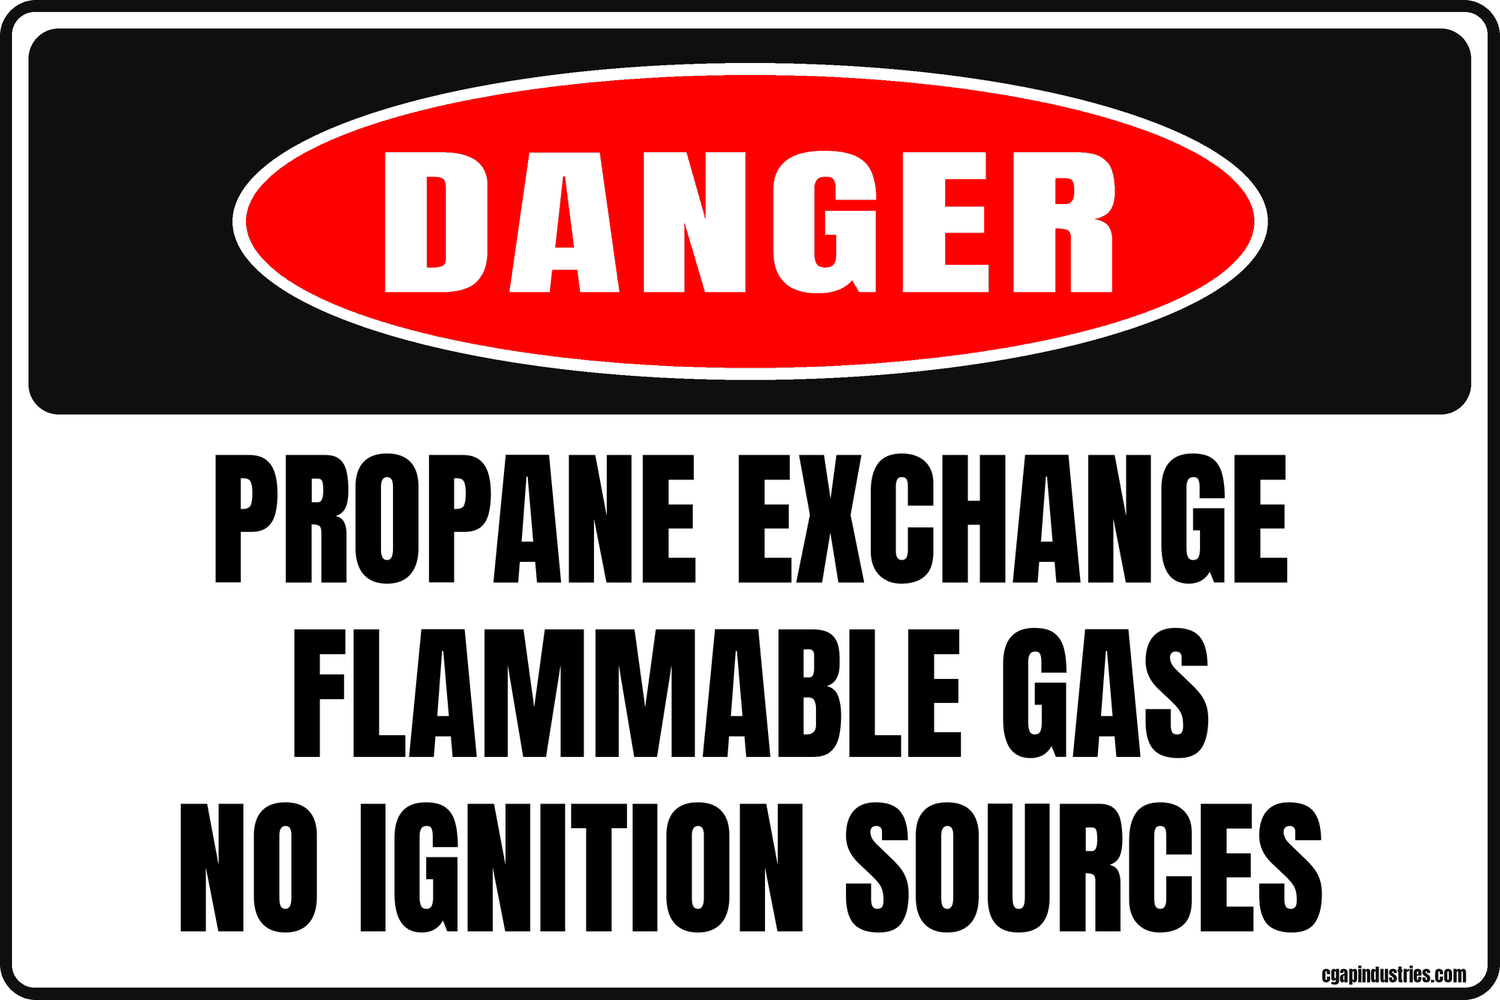 DANGER
PROPANE EXCHANGE
FLAMMABLE GAS
NO IGNITION SOURCES
cgapindustries.com